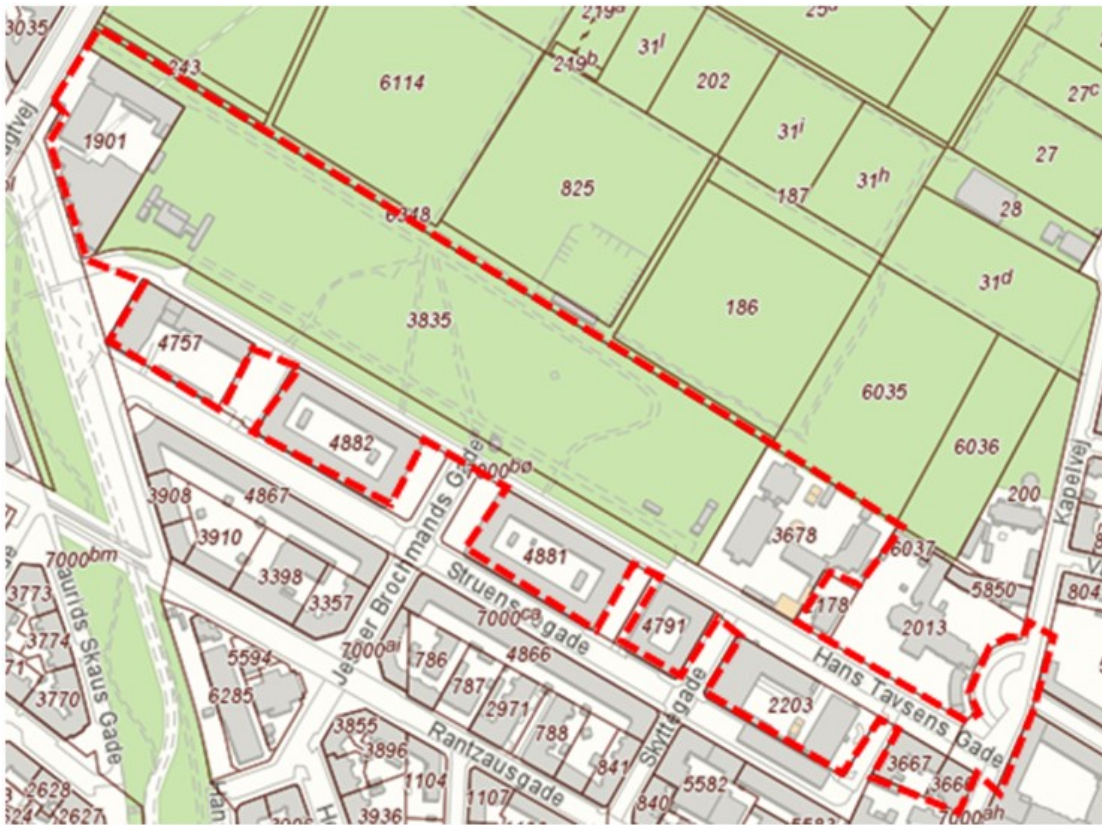 3035
219ª
25ª
31ˡ
219ᵇ
243
6114
202
27ᶜ
1901
31ⁱ
27
825
187
31ʰ
28
6348
31ᵈ
3835
186
4757
6035
4882
6036
200
Kapelvej
7000ᵇᵒ̷
3908
4867
3678
3910
4881
6037
7000ᵇᵐ
3398
178
5850
804
3773
3357
Struensegade
4791
2013
Laurids Skaus Gade
Jesper Brochmands Gade
7000ᶜᵃ
3774
7000ᵃⁱ
786
4866
Hans Tavsens Gade
71
5594
3770
787
2203
6285
2971
Skyttegade
3855
788
3667
3896
Rantzausgade
841
2628
1104
5582
2627
1107
840
3936
7000ᵃʰ